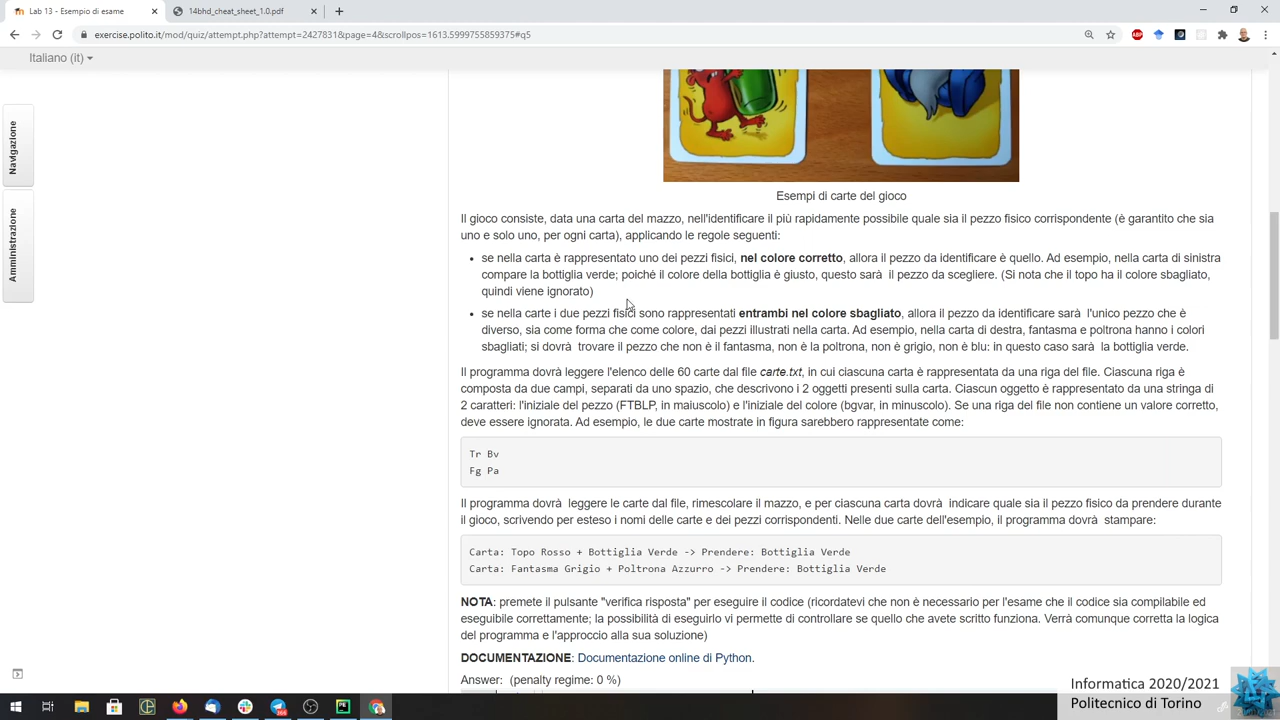 Lab 13 - Esempio di esame
14bhd_cheat_sheet_1.0.pdf
exercise.polito.it/mod/quiz/attempt.php?attempt=2427831&page=4&scrollpos=1613.5999755859375#q5
Italiano (it)
Navigazione
Amministrazione
Esempi di carte del gioco
Il gioco consiste, data una carta del mazzo, nell'identificare il più rapidamente possibile quale sia il pezzo fisico corrispondente (è garantito che sia
uno e solo uno, per ogni carta), applicando le regole seguenti:
• se nella carta è rappresentato uno dei pezzi fisici, nel colore corretto, allora il pezzo da identificare è quello. Ad esempio, nella carta di sinistra
compare la bottiglia verde; poiché il colore della bottiglia è giusto, questo sarà il pezzo da scegliere. (Si nota che il topo ha il colore sbagliato,
quindi viene ignorato)
• se nella carte i due pezzi fisici sono rappresentati entrambi nel colore sbagliato, allora il pezzo da identificare sarà l'unico pezzo che è
diverso, sia come forma che come colore, dai pezzi illustrati nella carta. Ad esempio, nella carta di destra, fantasma e poltrona hanno i colori
sbagliati; si dovrà trovare il pezzo che non è il fantasma, non è la poltrona, non è grigio, non è blu: in questo caso sarà la bottiglia verde.
Il programma dovrà leggere l'elenco delle 60 carte dal file carte.txt, in cui ciascuna carta è rappresentata da una riga del file. Ciascuna riga è
composta da due campi, separati da uno spazio, che descrivono i 2 oggetti presenti sulla carta. Ciascun oggetto è rappresentato da una stringa di
2 caratteri: l'iniziale del pezzo (FTBLP, in maiuscolo) e l'iniziale del colore (bgvar, in minuscolo). Se una riga del file non contiene un valore corretto,
deve essere ignorata. Ad esempio, le due carte mostrate in figura sarebbero rappresentate come:
Tr Bv
Fg Pa
Il programma dovrà leggere le carte dal file, rimescolare il mazzo, e per ciascuna carta dovrà indicare quale sia il pezzo fisico da prendere durante
il gioco, scrivendo per esteso i nomi delle carte e dei pezzi corrispondenti. Nelle due carte dell'esempio, il programma dovrà stampare:
Carta: Topo Rosso + Bottiglia Verde -> Prendere: Bottiglia Verde
Carta: Fantasma Grigio + Poltrona Azzurro -> Prendere: Bottiglia Verde
NOTA: premete il pulsante "verifica risposta" per eseguire il codice (ricordatevi che non è necessario per l'esame che il codice sia compilabile ed
eseguibile correttamente; la possibilità di eseguirlo vi permette di controllare se quello che avete scritto funziona. Verrà comunque corretta la logica
del programma e l'approccio alla sua soluzione)
DOCUMENTAZIONE: Documentazione online di Python.
Answer: (penalty regime: 0 %)
Informatica 2020/2021
Politecnico di Torino